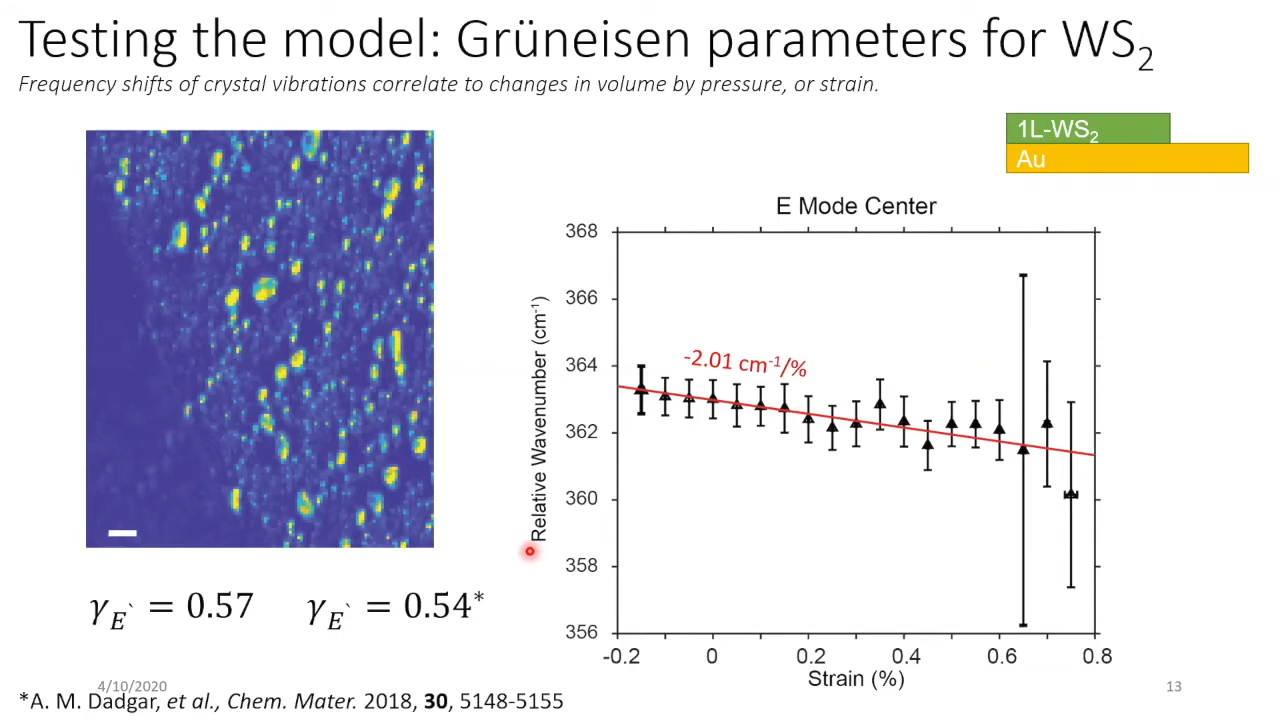 Testing the model: Grüneisen parameters for WS₂
Frequency shifts of crystal vibrations correlate to changes in volume by pressure, or strain.
1L-WS₂
Au
E Mode Center
Relative Wavenumber (cm⁻¹)
368
366
364
362
360
358
356
-2.01 cm⁻¹/%
-0.2 0 0.2 0.4 0.6 0.8
Strain (%)
γ_E` = 0.57 γ_E` = 0.54*
4/10/2020
*A. M. Dadgar, et al., Chem. Mater. 2018, 30, 5148-5155
13